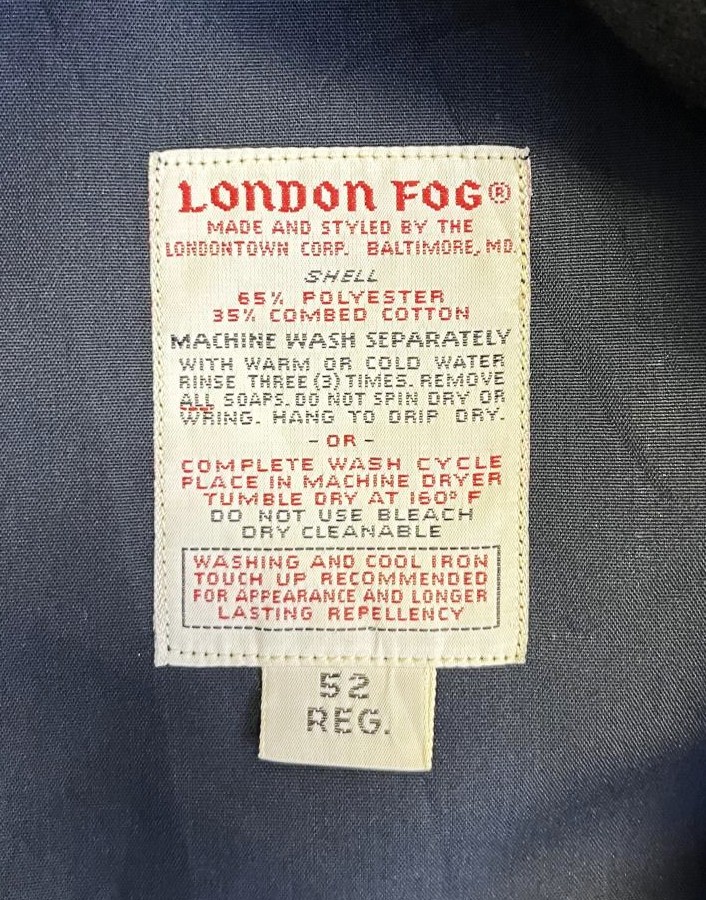 LONDON FOG®
MADE AND STYLED BY THE
LONDONTOWN CORP. BALTIMORE, MD.
SHELL
65% POLYESTER
35% COMBED COTTON
MACHINE WASH SEPARATELY
WITH WARM OR COLD WATER
RINSE THREE (3) TIMES. REMOVE
ALL SOAPS. DO NOT SPIN DRY OR
WRING. HANG TO DRIP DRY.
- OR -
COMPLETE WASH CYCLE
PLACE IN MACHINE DRYER
TUMBLE DRY AT 160° F
DO NOT USE BLEACH
DRY CLEANABLE
WASHING AND COOL IRON
TOUCH UP RECOMMENDED
FOR APPEARANCE AND LONGER
LASTING REPELLENCY
52
REG.